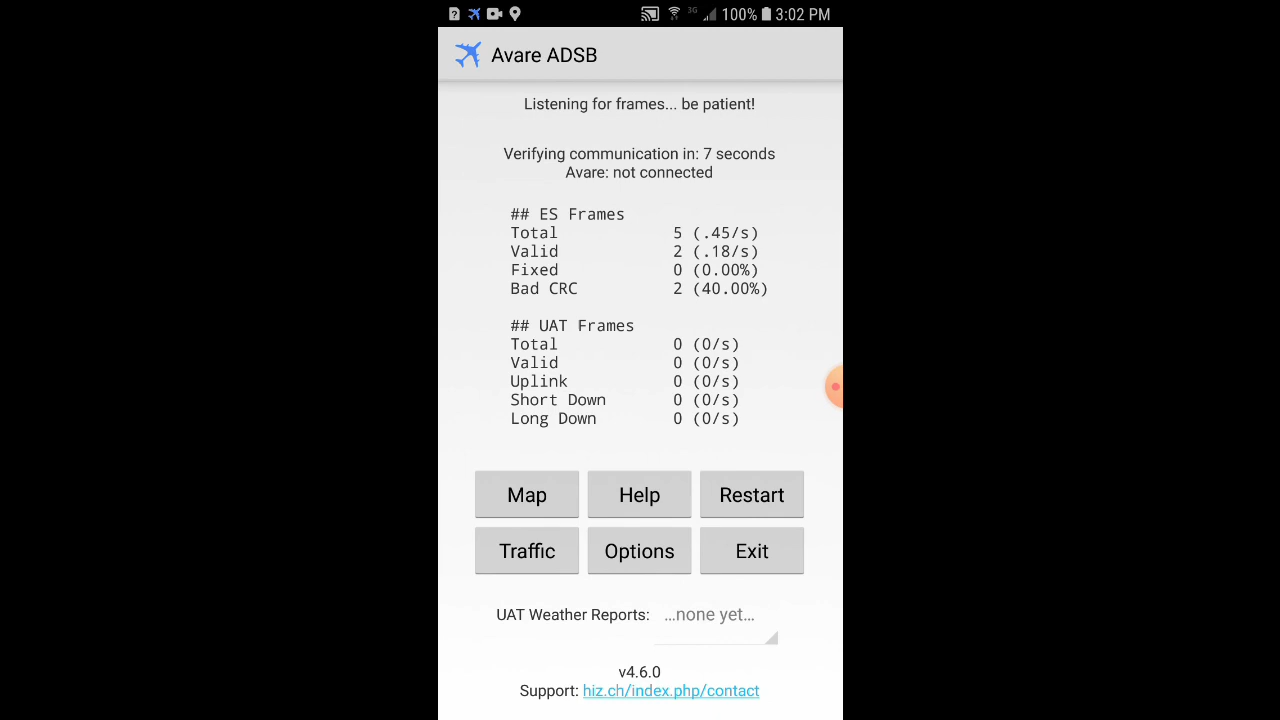 3G 100% 3:02 PM
Avare ADSB
Listening for frames... be patient!
Verifying communication in: 7 seconds
Avare: not connected
## ES Frames
Total 5 (.45/s)
Valid 2 (.18/s)
Fixed 0 (0.00%)
Bad CRC 2 (40.00%)
## UAT Frames
Total 0 (0/s)
Valid 0 (0/s)
Uplink 0 (0/s)
Short Down 0 (0/s)
Long Down 0 (0/s)
Map Help Restart
Traffic Options Exit
UAT Weather Reports: ...none yet...
v4.6.0
Support: hiz.ch/index.php/contact